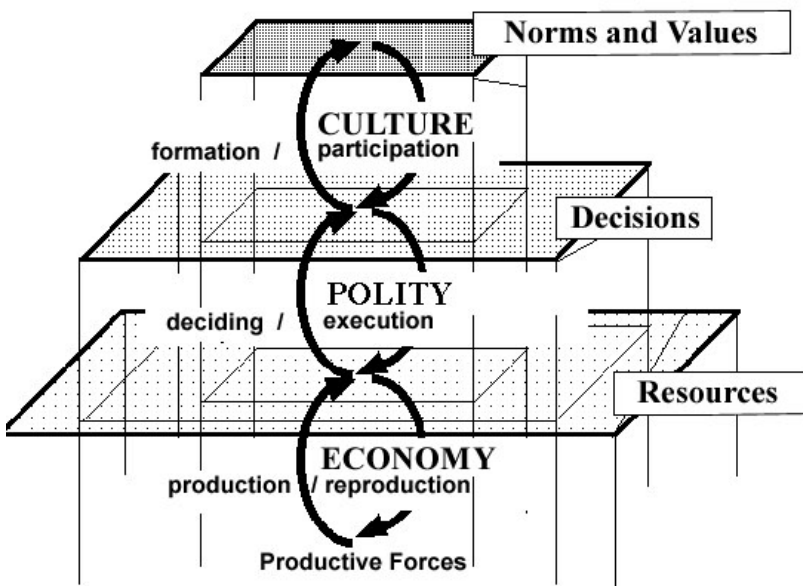 Norms and Values
CULTURE
formation / participation
Decisions
POLITY
deciding / execution
Resources
ECONOMY
production / reproduction
Productive Forces